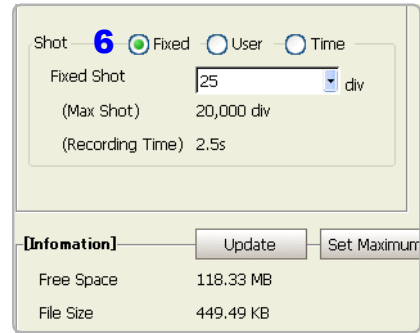 Shot 6 Fixed User Time
Fixed Shot 25 div
(Max Shot) 20,000 div
(Recording Time) 2.5s
[Infomation] Update Set Maximum
Free Space 118.33 MB
File Size 449.49 KB